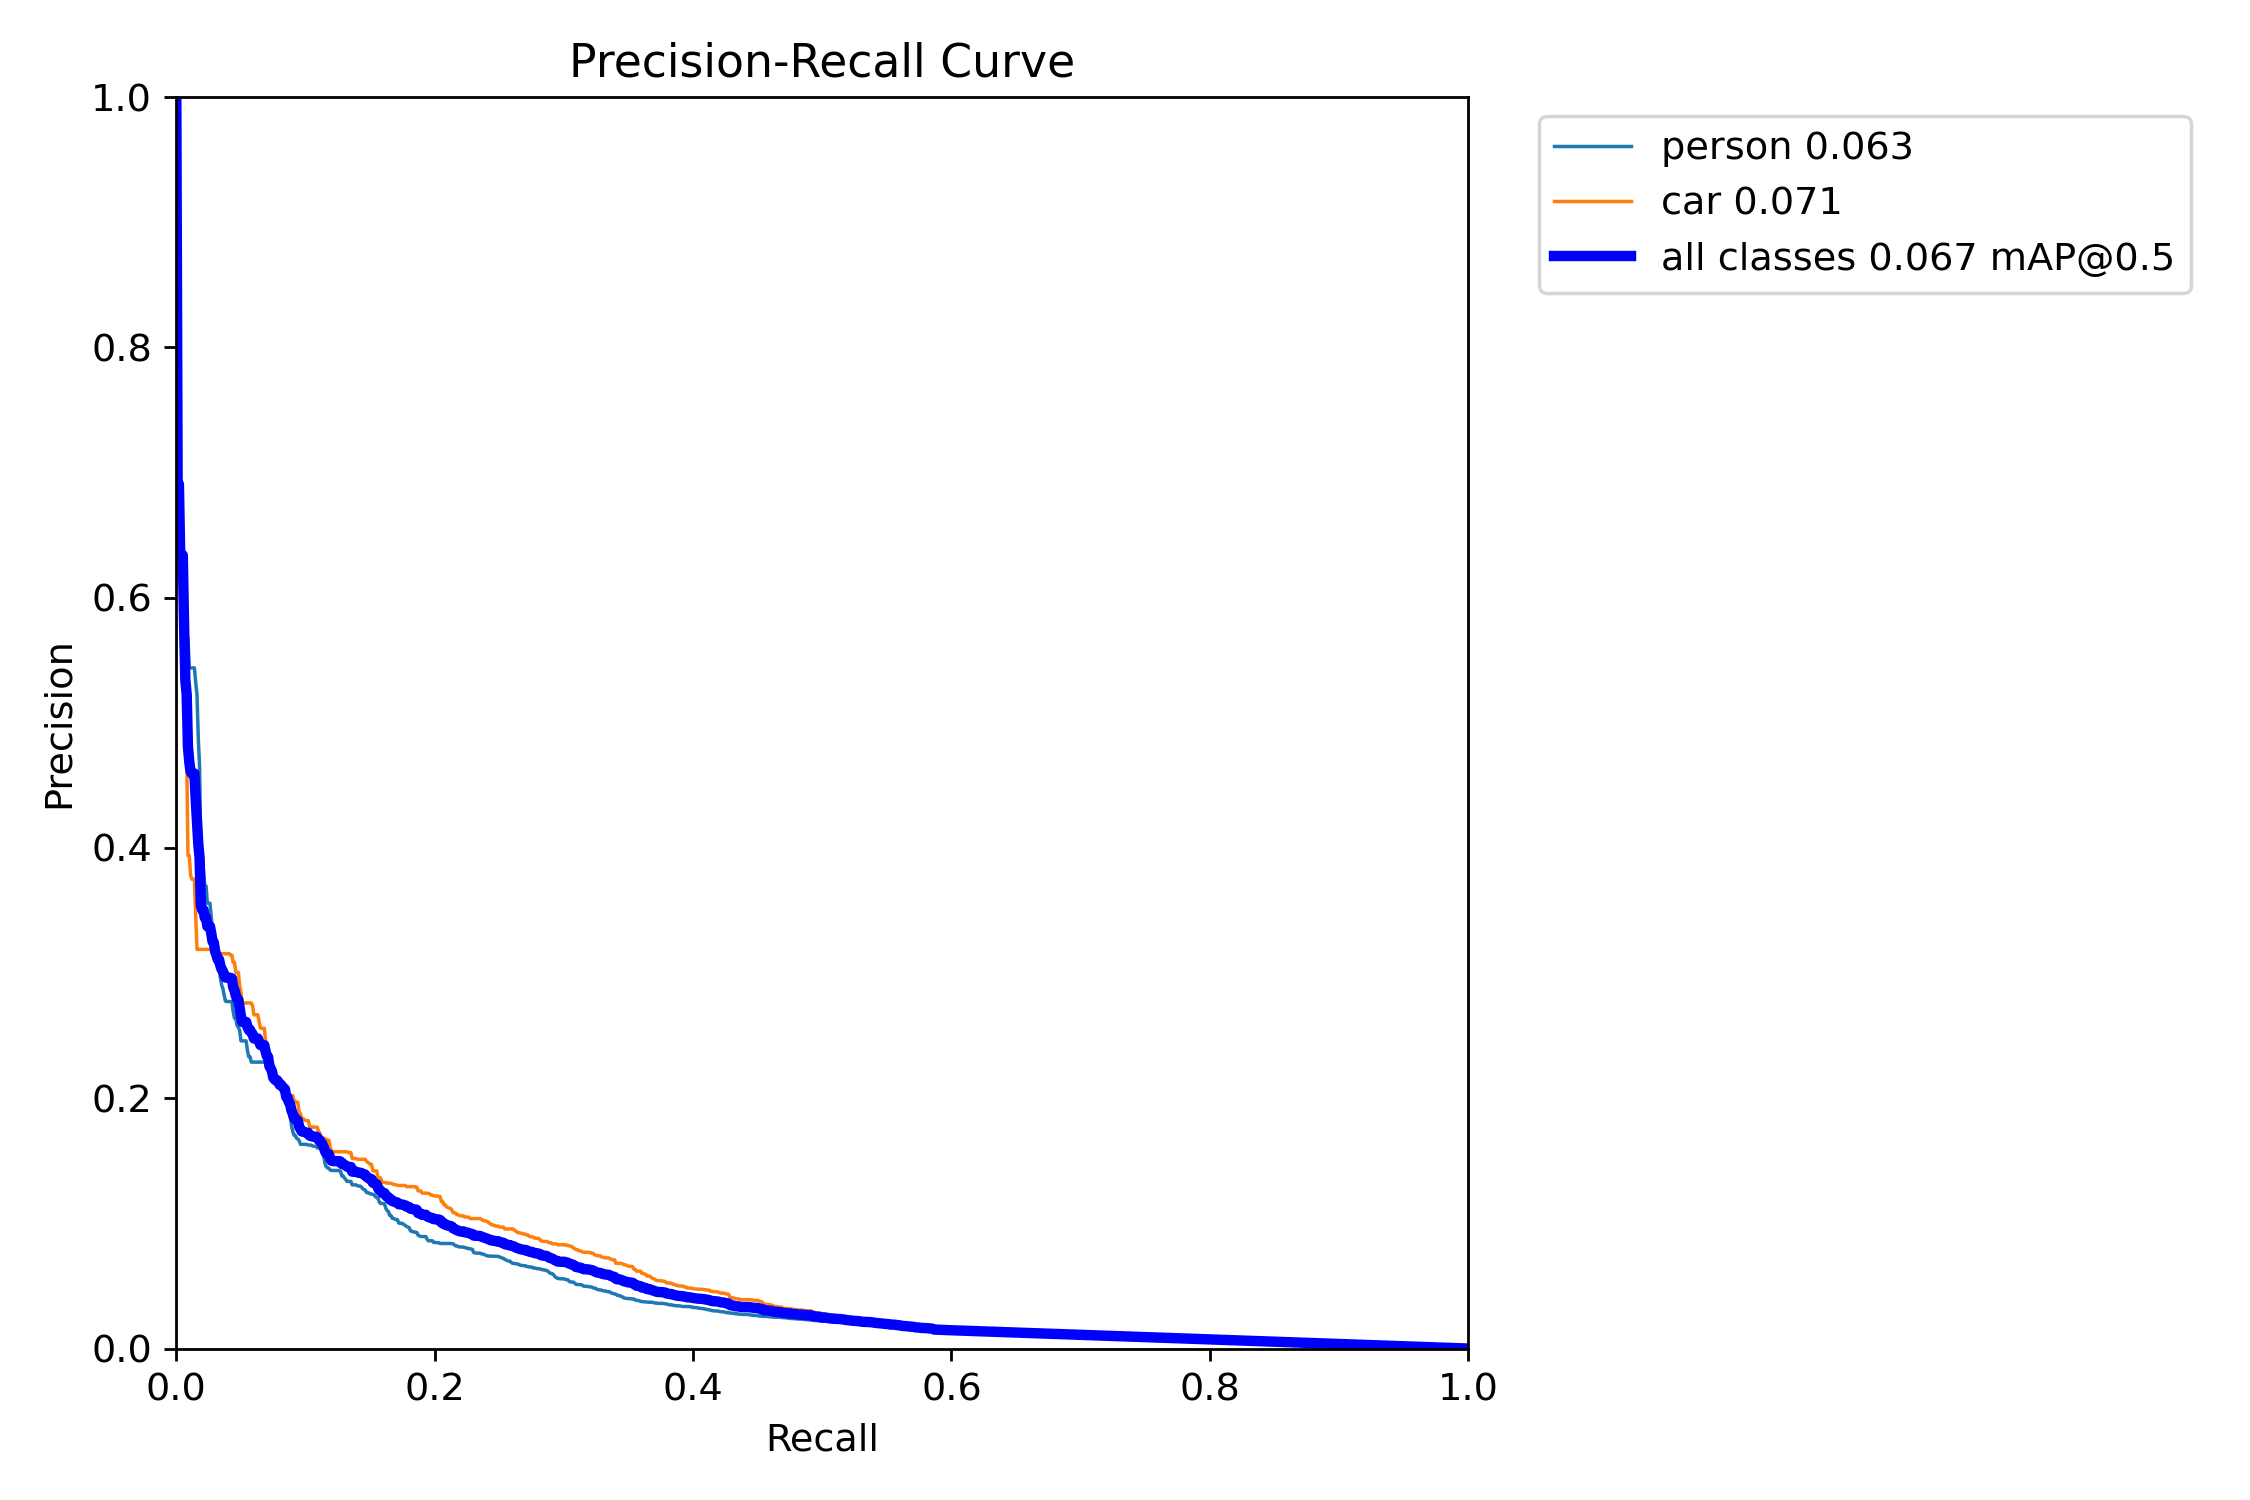 Precision-Recall Curve
person 0.063
car 0.071
all classes 0.067 mAP@0.5
1.0
0.8
0.6
0.4
0.2
0.0
Precision
0.0 0.2 0.4 0.6 0.8 1.0
Recall